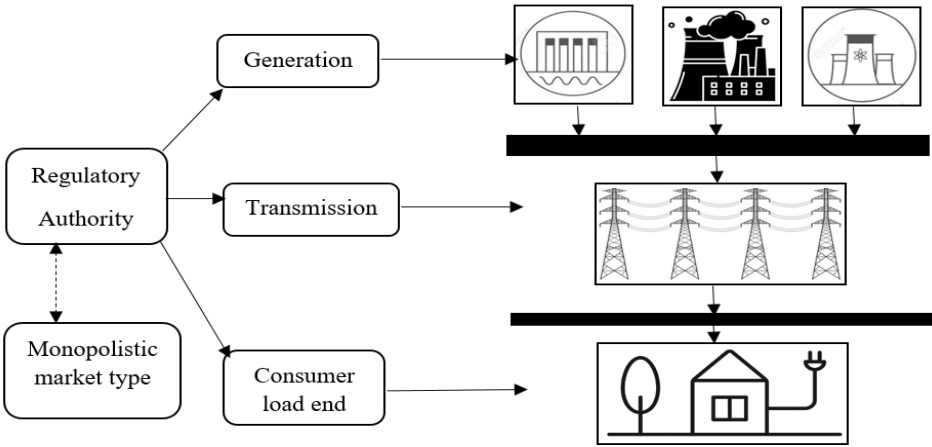 Generation
Regulatory
Authority
Transmission
Monopolistic
market type
Consumer
load end